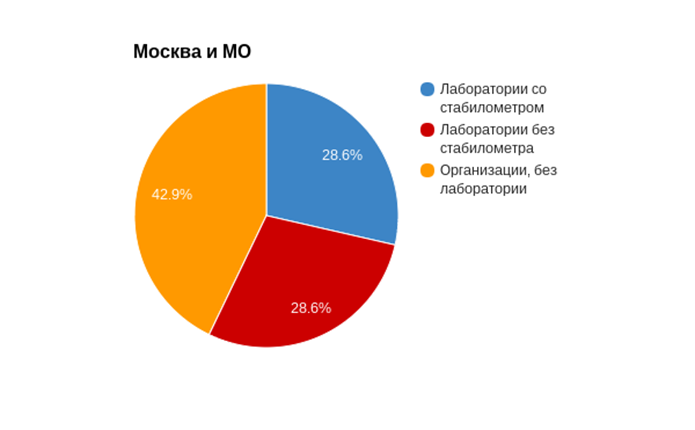 Москва и МО
Лаборатории со
стабилометром
Лаборатории без
стабилометра
Организации, без
лаборатории
28.6%
42.9%
28.6%